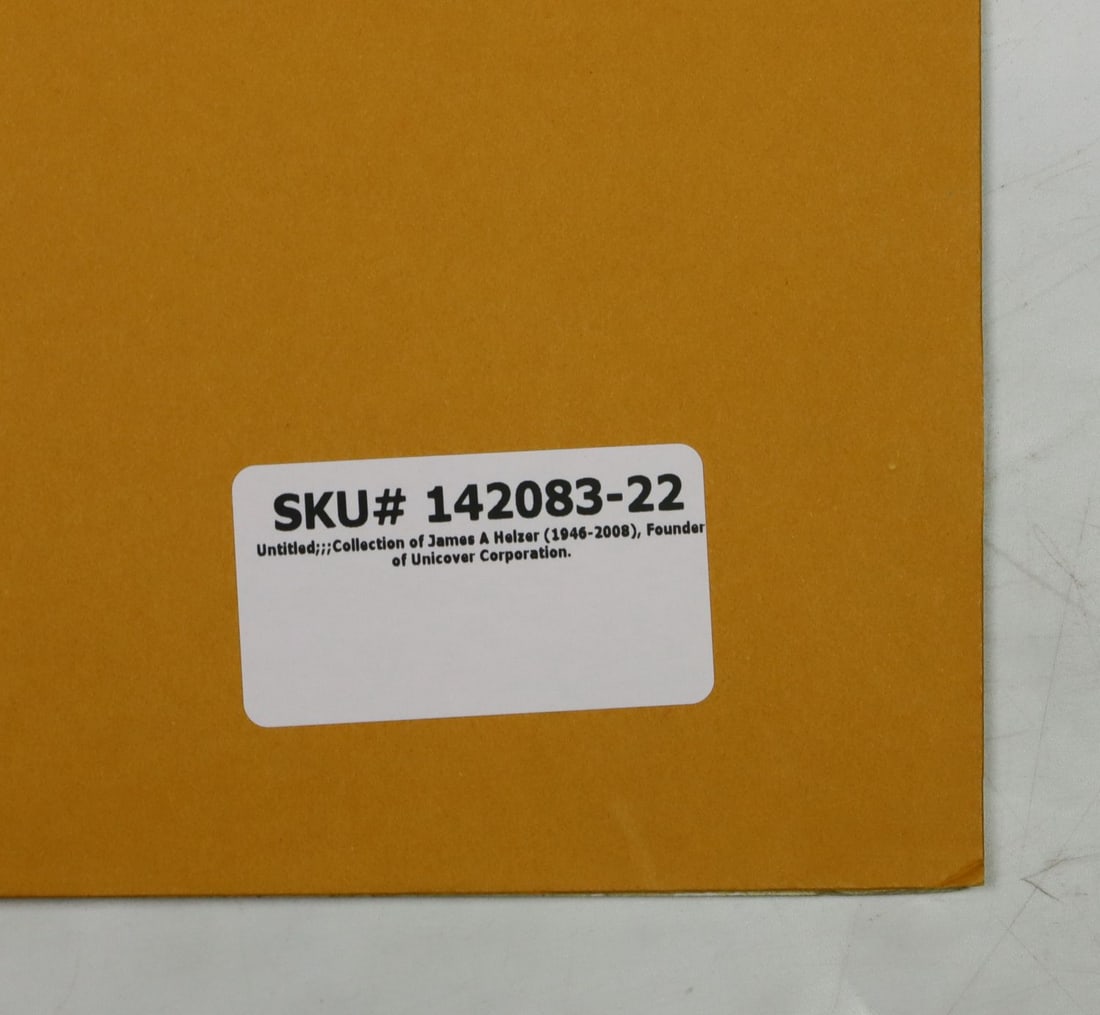 SKU# 142083-22
Untitled;;;Collection of James A Helzer (1946-2008), Founder
of Unicover Corporation.